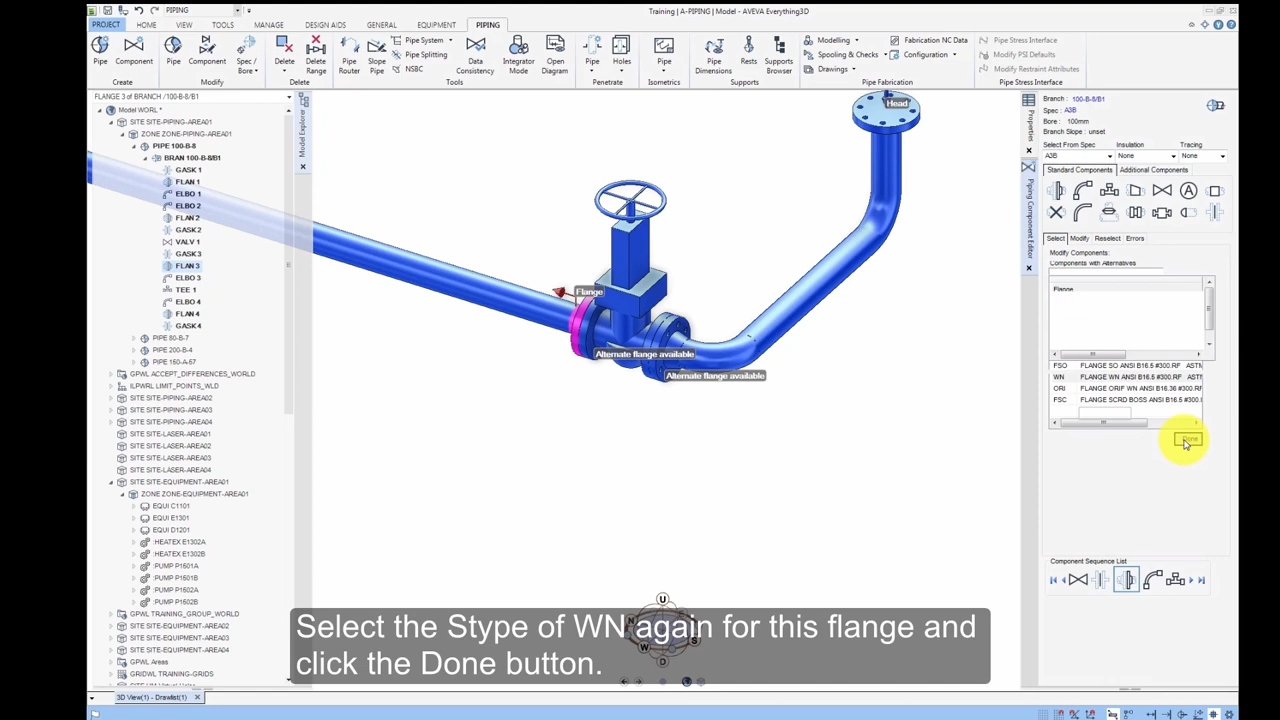 PIPING
Training | A-PIPING | Model - AVEVA Everything3D
PROJECT HOME VIEW TOOLS MANAGE DESIGN AIDS GENERAL EQUIPMENT PIPING
Pipe Component Pipe Component Spec / Bore Delete Delete Range Pipe Router Slope Pipe Pipe System Pipe Splitting NSBC Data Consistency Integrator Mode Open Diagram Pipe Holes Pipe Pipe Dimensions Rests Supports Browser Modelling Spooling & Checks Drawings Fabrication NC Data Configuration Pipe Stress Interface Modify PSI Defaults Modify Restraint Attributes
Create Modify Delete Tools Penetrate Isometrics Supports Pipe Fabrication Pipe Stress Interface
FLANGE 3 of BRANCH /100-B-8/B1
Model WORL *
SITE SITE-PIPING-AREA01
ZONE ZONE-PIPING-AREA01
PIPE 100-B-8
BRAN 100-B-8/B1
GASK 1
FLAN 1
ELBO 1
ELBO 2
FLAN 2
GASK 2
VALV 1
GASK 3
FLAN 3
ELBO 3
TEE 1
ELBO 4
FLAN 4
GASK 4
PIPE 80-B-7
PIPE 200-B-4
PIPE 150-A-57
GPWL ACCEPT_DIFFERENCES_WORLD
ILPWRL LIMIT_POINTS_WLD
SITE SITE-PIPING-AREA02
SITE SITE-PIPING-AREA03
SITE SITE-PIPING-AREA04
SITE SITE-LASER-AREA01
SITE SITE-LASER-AREA02
SITE SITE-LASER-AREA03
SITE SITE-LASER-AREA04
SITE SITE-EQUIPMENT-AREA01
ZONE ZONE-EQUIPMENT-AREA01
EQUI C1101
EQUI E1301
EQUI D1201
:HEATEX E1302A
:HEATEX E1302B
:PUMP P1501A
:PUMP P1501B
:PUMP P1502A
:PUMP P1502B
GPWL TRAINING_GROUP_WORLD
SITE SITE-EQUIPMENT-AREA02
SITE SITE-EQUIPMENT-AREA03
SITE SITE-EQUIPMENT-AREA04
GPWL Areas
GRIDWL TRAINING-GRIDS
Model Explorer
Head
Flange
Alternate flange available
Alternate flange available
U
N
W
S
D
Properties
Piping Component Editor
Branch : 100-B-8/B1
Spec : A3B
Bore : 100mm
Branch Slope : unset
Select From Spec Insulation Tracing
A3B None None
Standard Components Additional Components
Select Modify Reselect Errors
Modify Components:
Components with Alternatives
Flange
FSO FLANGE SO ANSI B16.5 #300.RF ASTM
WN FLANGE WN ANSI B16.5 #300.RF ASTM
ORI FLANGE ORIF WN ANSI B16.36 #300.RF
FSC FLANGE SCRD BOSS ANSI B16.5 #300.
Done
Component Sequence List
Select the Stype of WN again for this flange and
click the Done button.
3D View(1) - Drawlist(1)